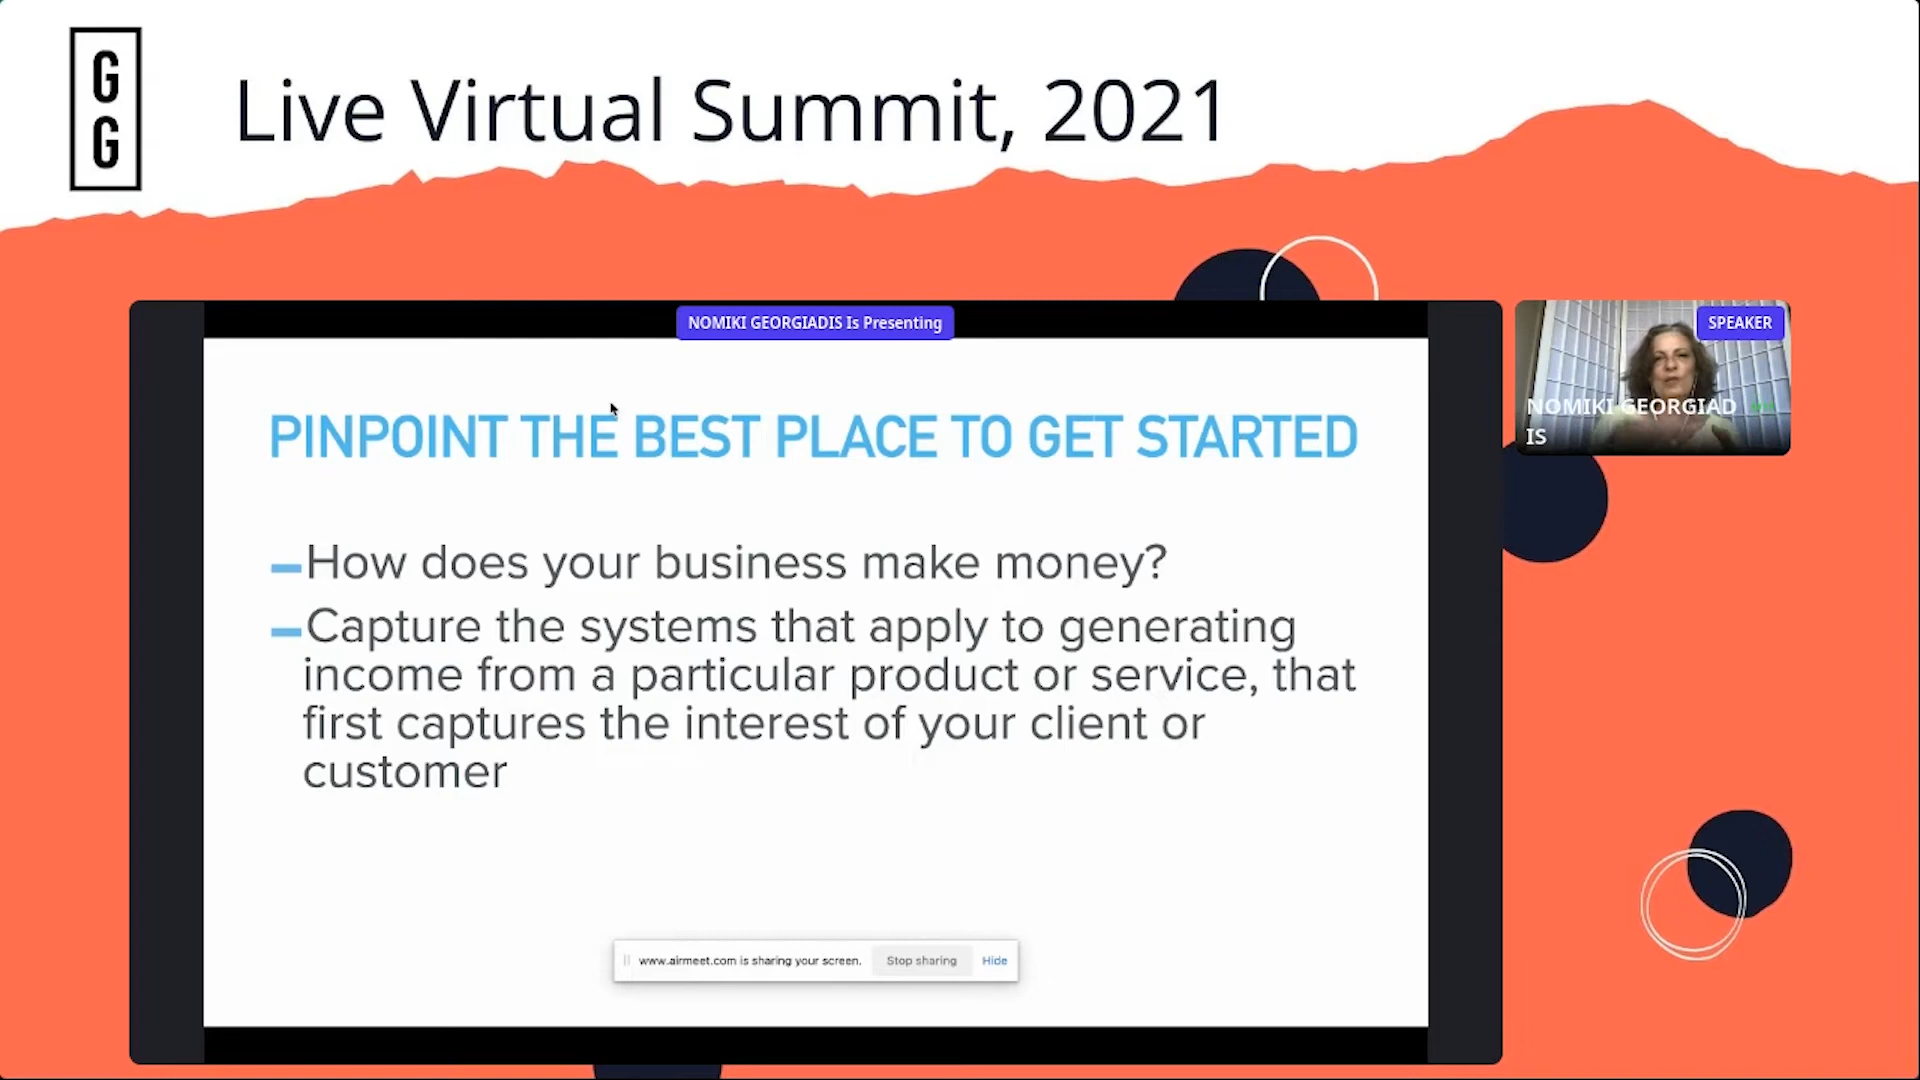 G
G
Live Virtual Summit, 2021
NOMIKI GEORGIADIS Is Presenting
SPEAKER
NOMIKI GEORGIAD
IS
PINPOINT THE BEST PLACE TO GET STARTED
How does your business make money?
Capture the systems that apply to generating
income from a particular product or service, that
first captures the interest of your client or
customer
www.airmeet.com is sharing your screen. Stop sharing Hide